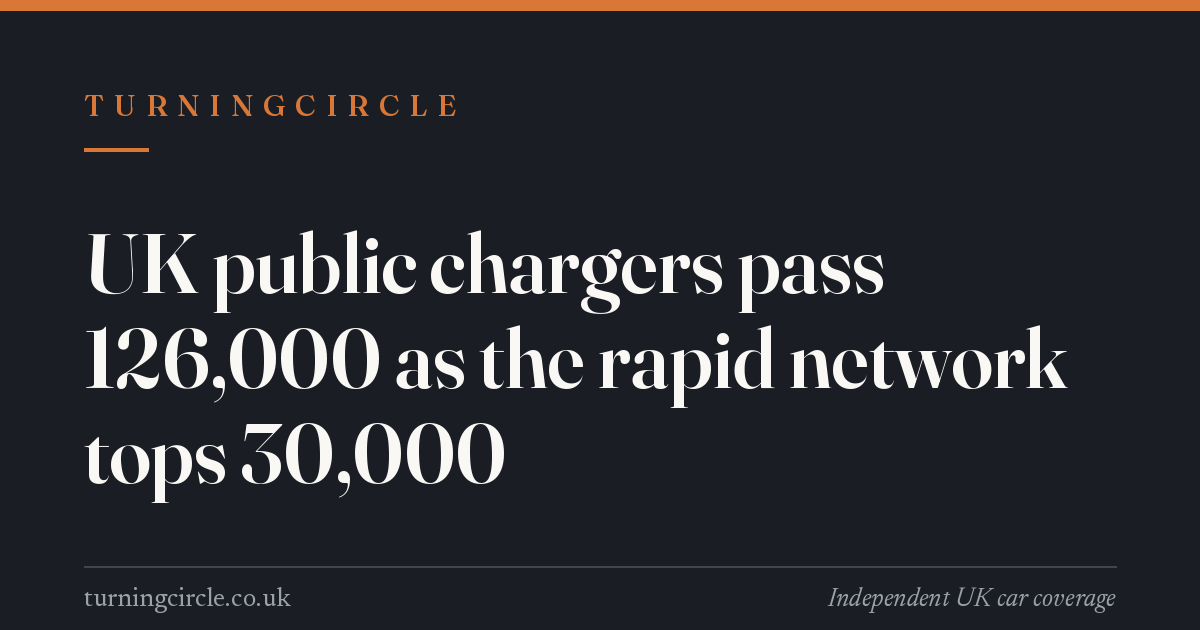 TURNINGCIRCLE
UK public chargers pass
126,000 as the rapid network
tops 30,000
turningcircle.co.uk
Independent UK car coverage